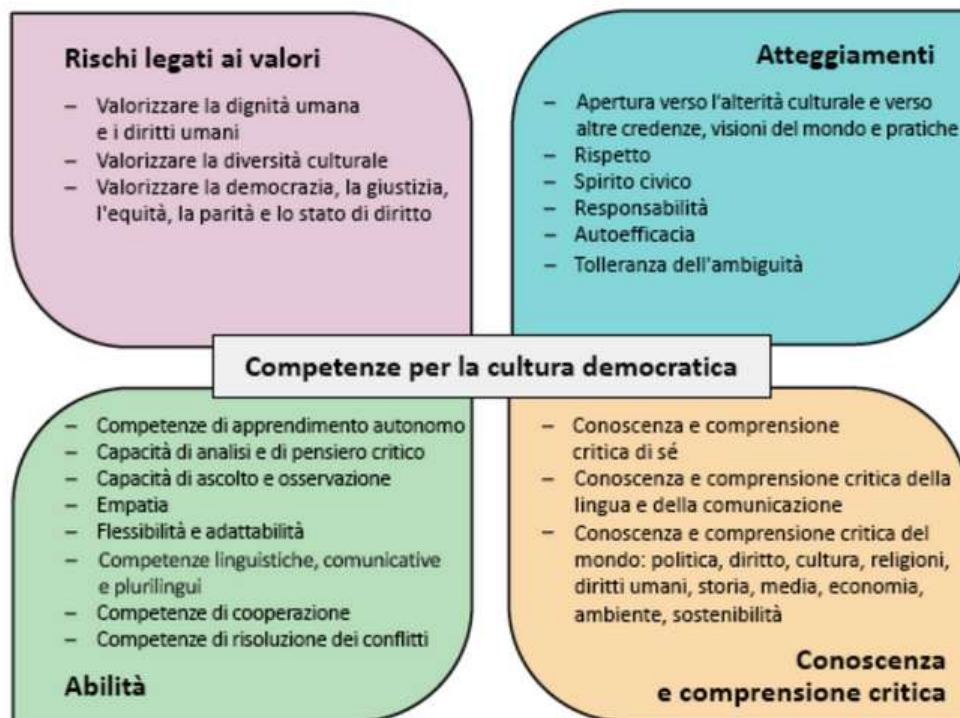 Rischi legati ai valori
– Valorizzare la dignità umana
e i diritti umani
– Valorizzare la diversità culturale
– Valorizzare la democrazia, la giustizia,
l'equità, la parità e lo stato di diritto
Atteggiamenti
– Apertura verso l'alterità culturale e verso
altre credenze, visioni del mondo e pratiche
– Rispetto
– Spirito civico
– Responsabilità
– Autoefficacia
– Tolleranza dell'ambiguità
Competenze per la cultura democratica
– Competenze di apprendimento autonomo
– Capacità di analisi e di pensiero critico
– Capacità di ascolto e osservazione
– Empatia
– Flessibilità e adattabilità
– Competenze linguistiche, comunicative
e plurilingui
– Competenze di cooperazione
– Competenze di risoluzione dei conflitti
Abilità
– Conoscenza e comprensione
critica di sé
– Conoscenza e comprensione critica della
lingua e della comunicazione
– Conoscenza e comprensione critica del
mondo: politica, diritto, cultura, religioni,
diritti umani, storia, media, economia,
ambiente, sostenibilità
Conoscenza
e comprensione critica